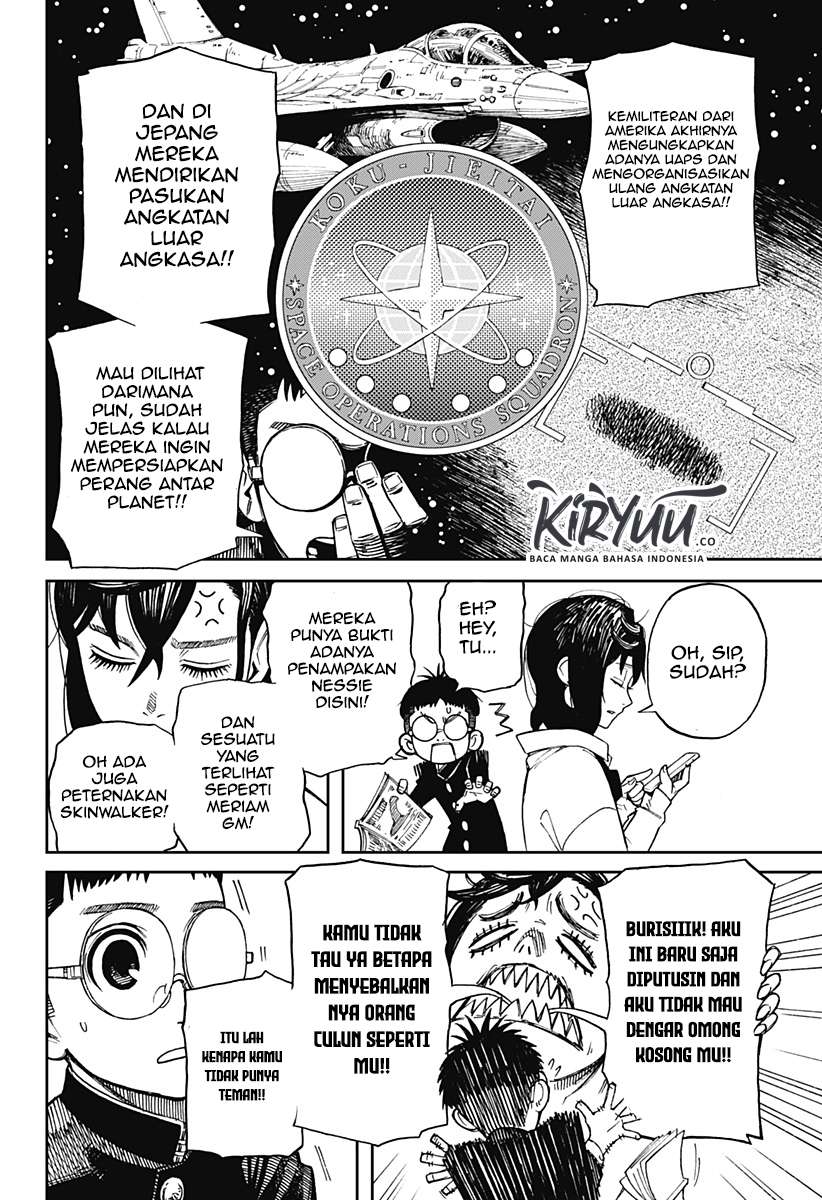 KEMILITERAN DARI
AMERIKA AKHIRNYA
MENGUNGKAPKAN
ADANYA UAPS DAN
MENGORGANISASIKAN
ULANG ANGKATAN
LUAR ANGKASA!!
DAN DI
JEPANG
MEREKA
MENDIRIKAN
PASUKAN
ANGKATAN
LUAR
ANGKASA!!
KOKU - JIEITAI
SPACE OPERATIONS SQUADRON
MAU DILIHAT
DARIMANA
PUN, SUDAH
JELAS KALAU
MEREKA INGIN
MEMPERSIAPKAN
PERANG ANTAR
PLANET!!
KIRYUU.CO
BACA MANGA BAHASA INDONESIA
OH, SIP,
SUDAH?
EH?
HEY,
TU...
MEREKA
PUNYA BUKTI
ADANYA
PENAMPAKAN
NESSIE
DISINI!
DAN
SESUATU
YANG
TERLIHAT
SEPERTI
MERIAM
GM!
OH ADA
JUGA
PETERNAKAN
SKINWALKER!
BURISIIIK! AKU
INI BARU SAJA
DIPUTUSIN DAN
AKU TIDAK MAU
DENGAR OMONG
KOSONG MU!!
KAMU TIDAK
TAU YA BETAPA
MENYEBALKAN
NYA ORANG
CULUN SEPERTI
MU!!
ITU LAH
KENAPA KAMU
TIDAK PUNYA
TEMAN!!